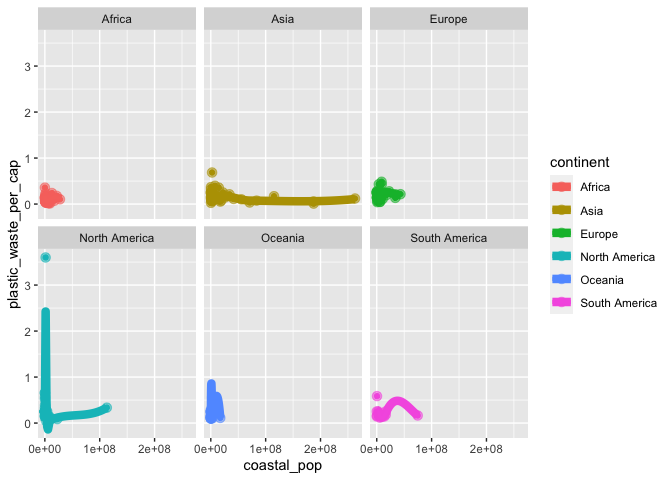 Africa
Asia
Europe
3
2
1
0
North America
Oceania
South America
3
2
1
0
0e+00
1e+08
2e+08
0e+00
1e+08
2e+08
0e+00
1e+08
2e+08
coastal_pop
plastic_waste_per_cap
continent
Africa
Asia
Europe
North America
Oceania
South America